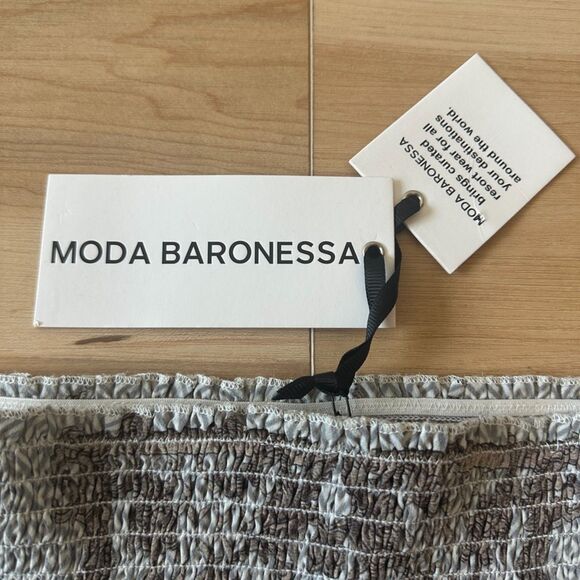 MODA BARONESSA
MODA BARONESSA
brings curated
resort wear for all
your destinations
around the world.